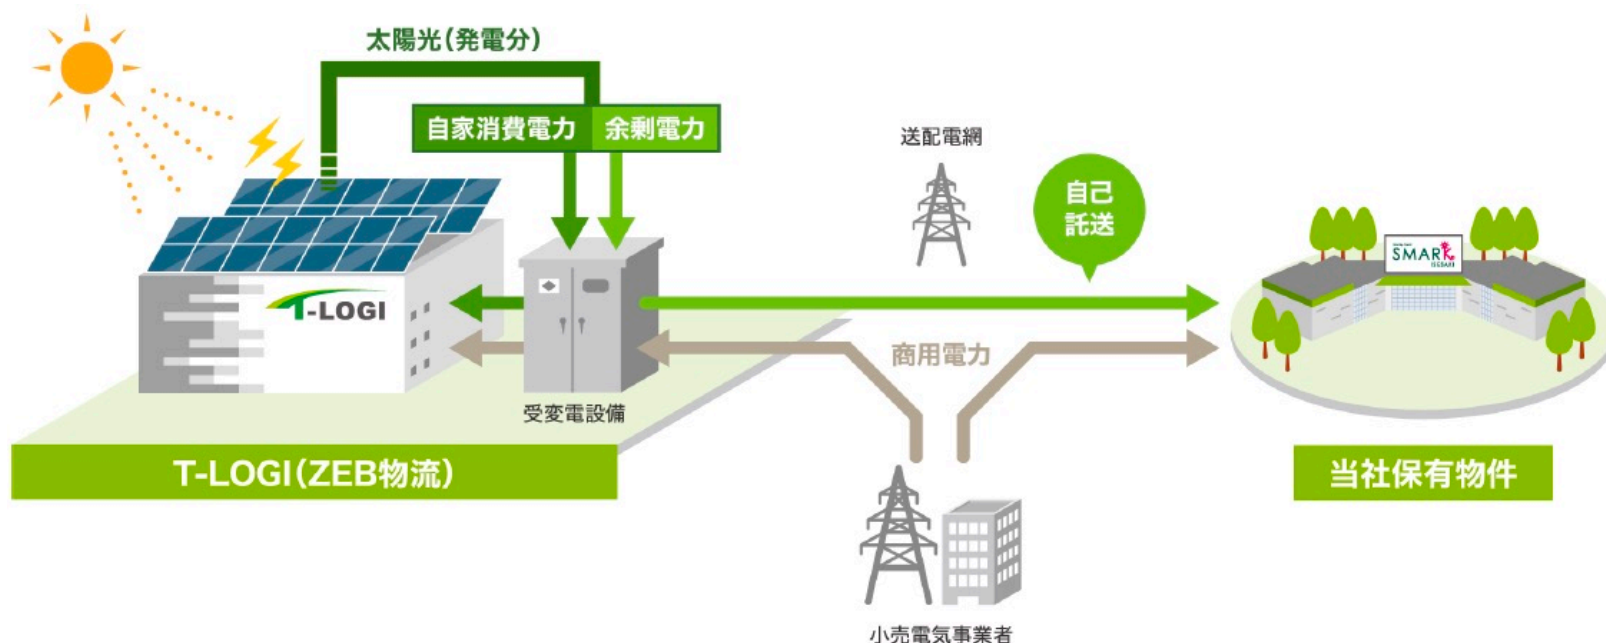 太陽光(発電分)
自家消費電力
余剰電力
送配電網
自己
託送
SMARK
ISESAKI
T-LOGI
商用電力
受変電設備
T-LOGI(ZEB物流)
当社保有物件
小売電気事業者